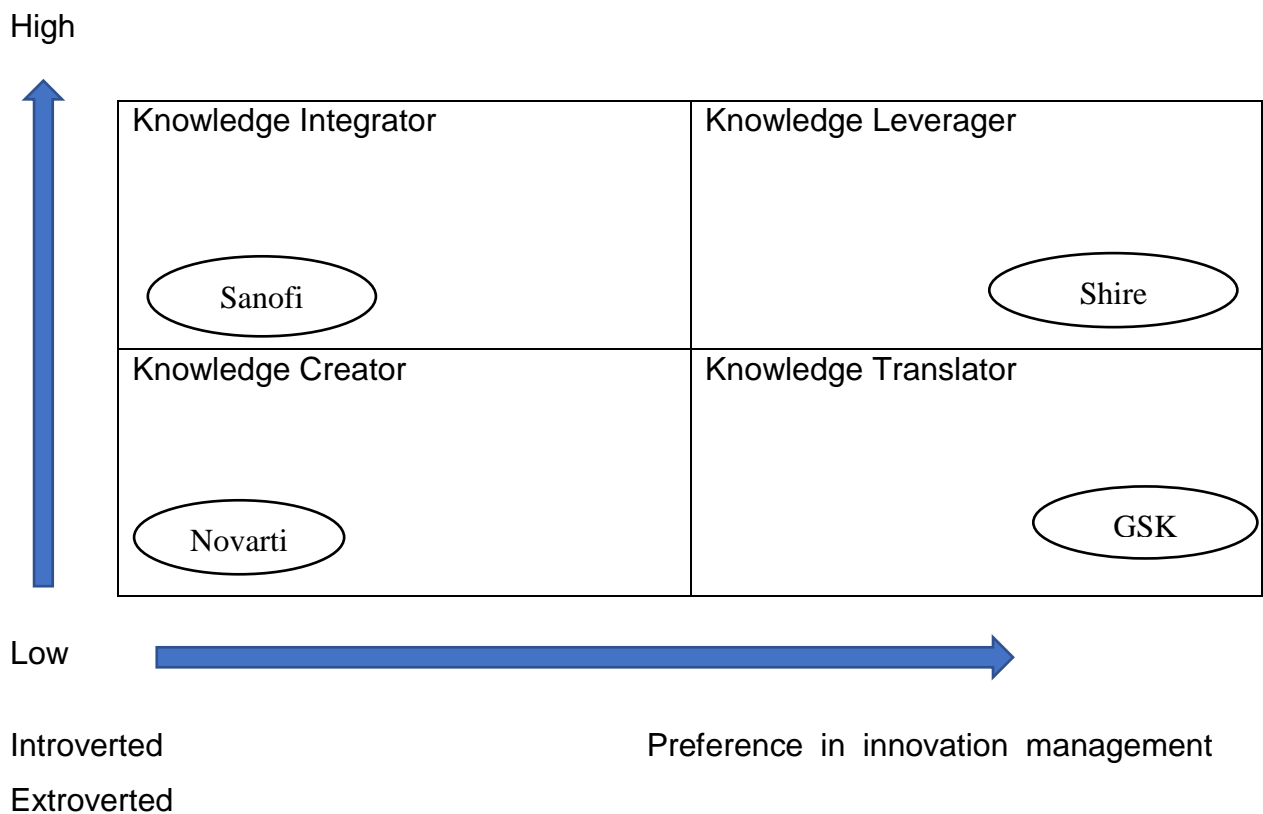 High
Knowledge Integrator
Knowledge Leverager
Sanofi
Shire
Knowledge Creator
Knowledge Translator
Novarti
GSK
Low
Introverted
Preference in innovation management
Extroverted